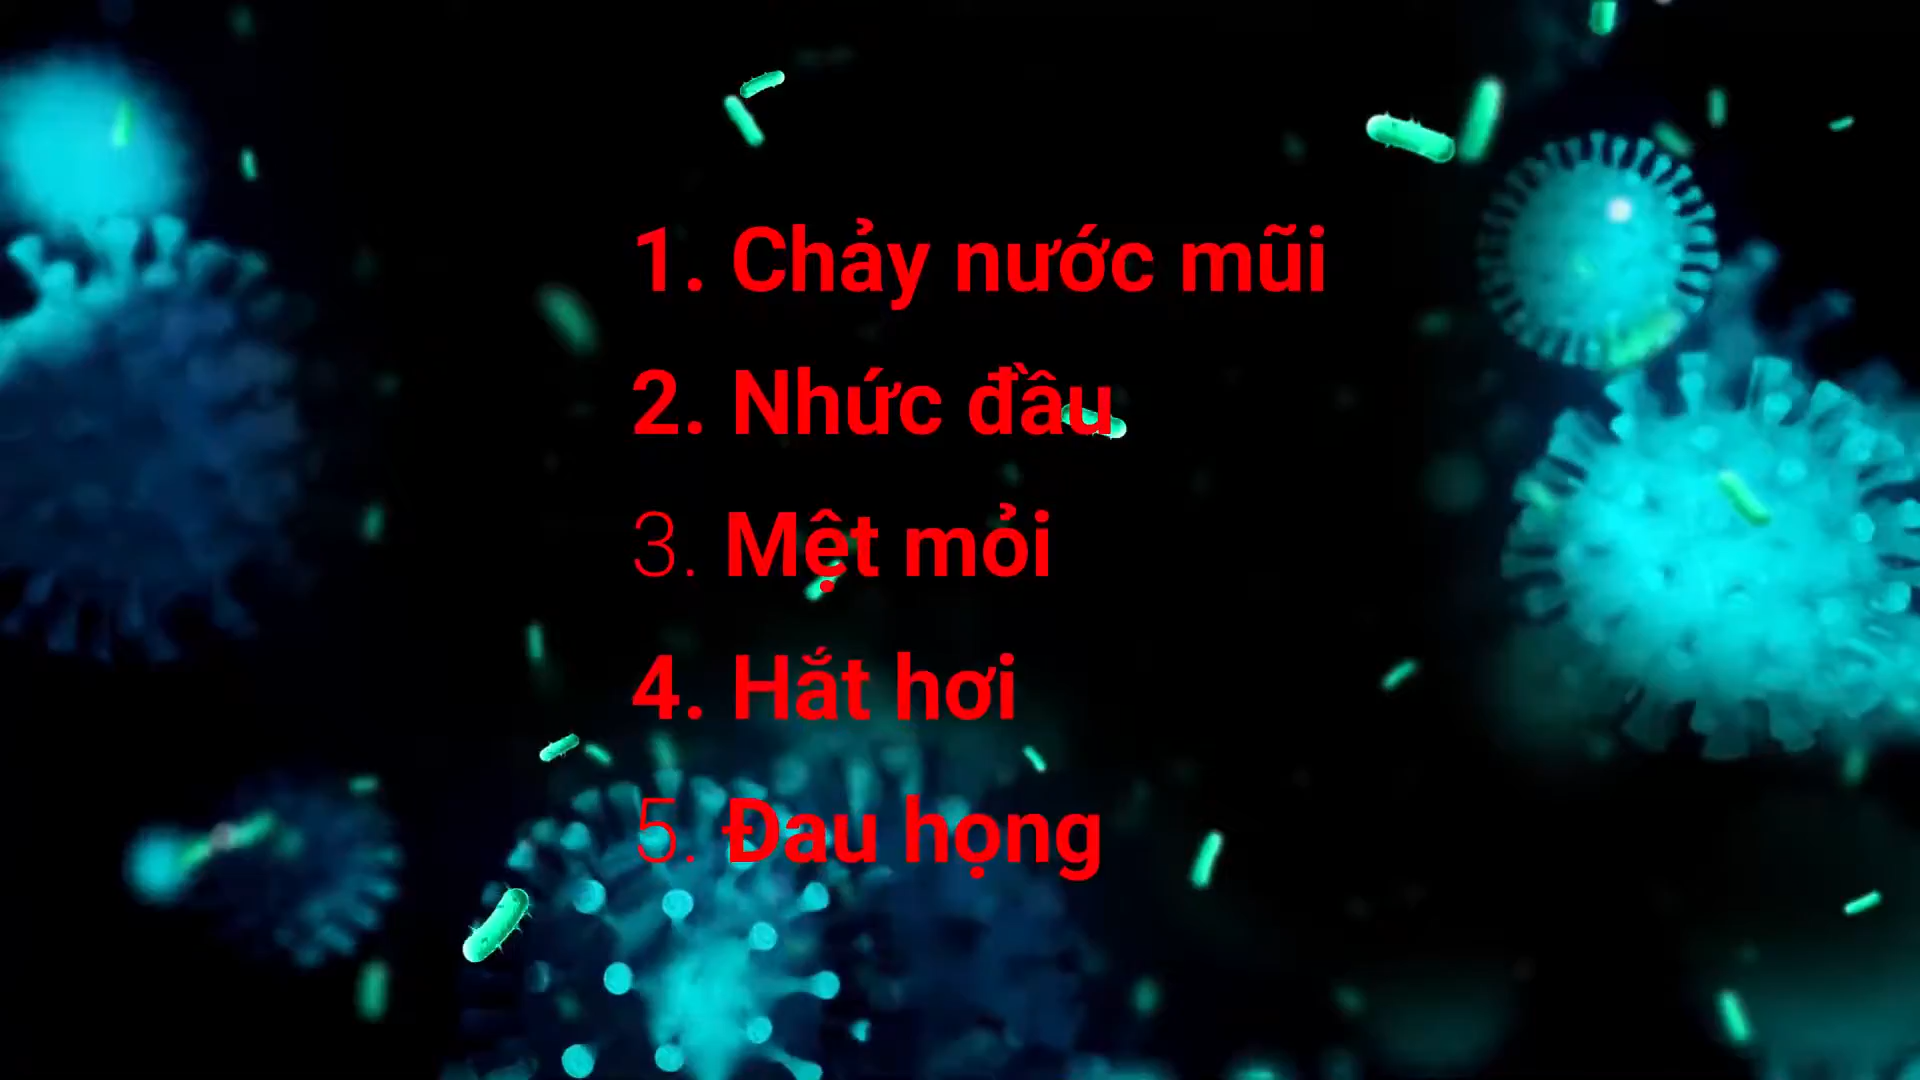 1. Chảy nước mũi
2. Nhức đầu
3. Mệt mỏi
4. Hắt hơi
5. Đau họng